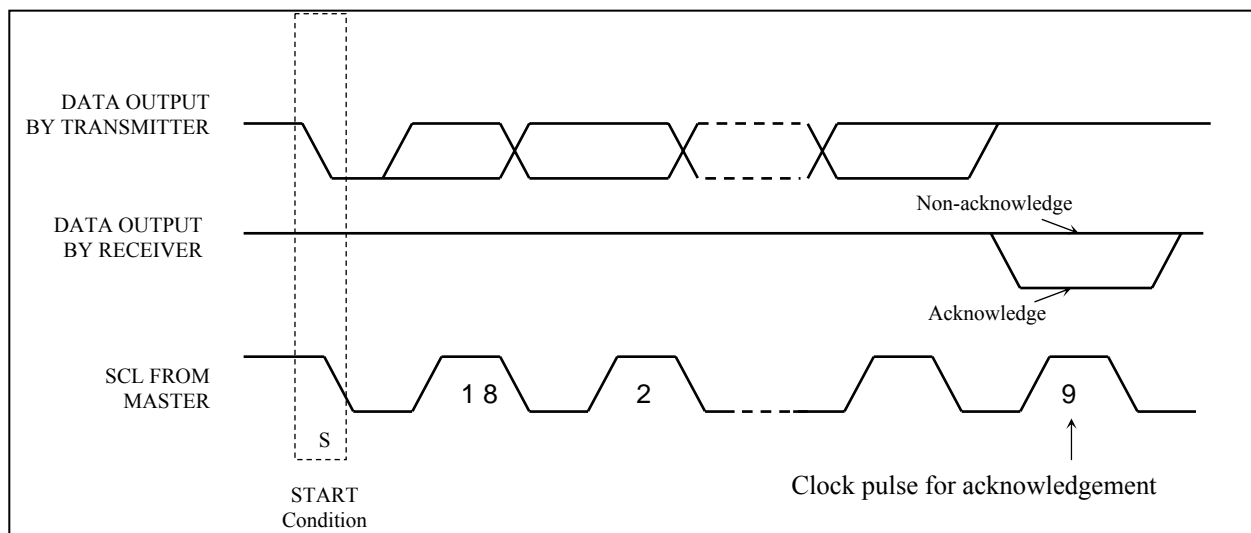 DATA OUTPUT
BY TRANSMITTER
Non-acknowledge
DATA OUTPUT
BY RECEIVER
Acknowledge
SCL FROM
MASTER
1 8
2
9
S
START
Condition
Clock pulse for acknowledgement